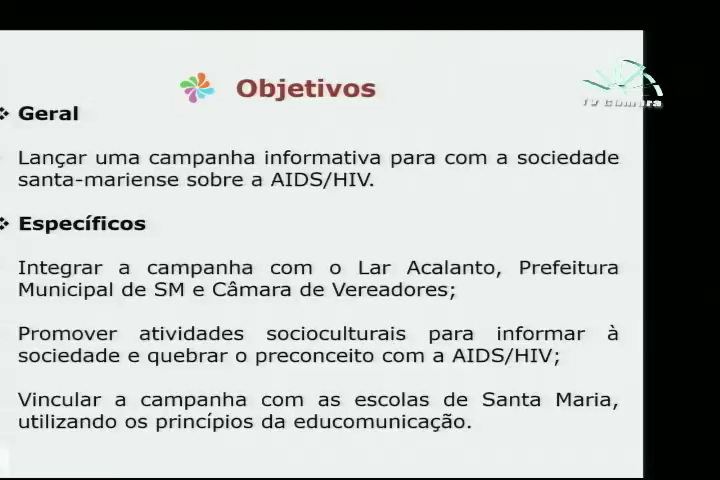 Objetivos
TV Câmara
Geral
Lançar uma campanha informativa para com a sociedade
santa-mariense sobre a AIDS/HIV.
Específicos
Integrar a campanha com o Lar Acalanto, Prefeitura
Municipal de SM e Câmara de Vereadores;
Promover atividades socioculturais para informar à
sociedade e quebrar o preconceito com a AIDS/HIV;
Vincular a campanha com as escolas de Santa Maria,
utilizando os princípios da educomunicação.